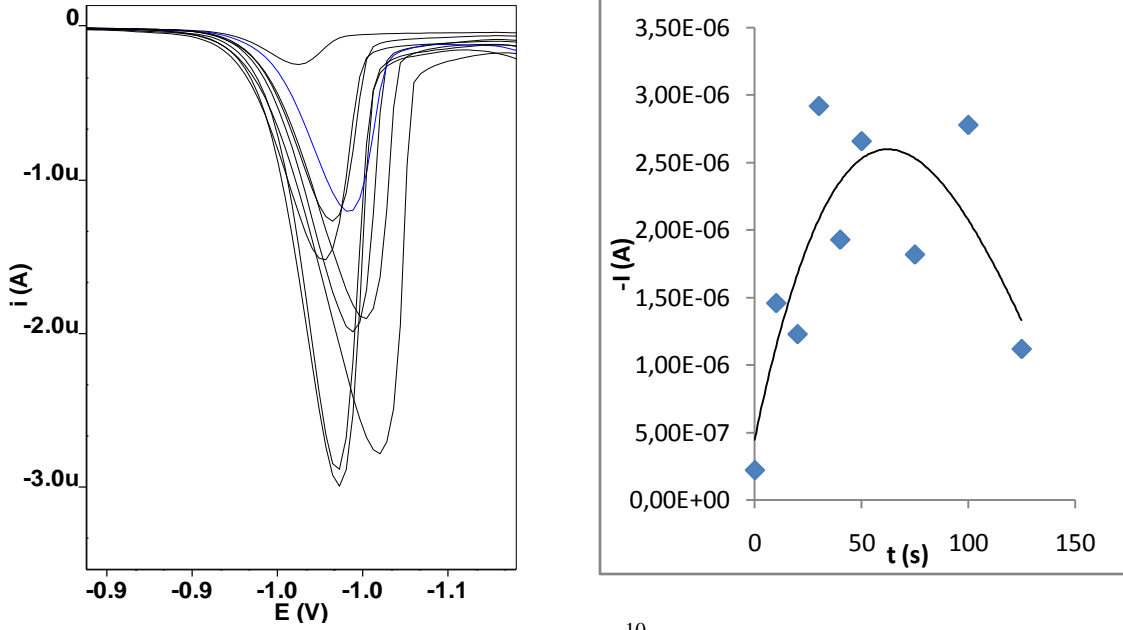 0
-1.0u
-2.0u
-3.0u
i (A)
-0.9 -0.9 -1.0 -1.0 -1.1
E (V)
3,50E-06
3,00E-06
2,50E-06
2,00E-06
1,50E-06
1,00E-06
5,00E-07
0,00E+00
-I (A)
0 50 100 150
t (s)
10